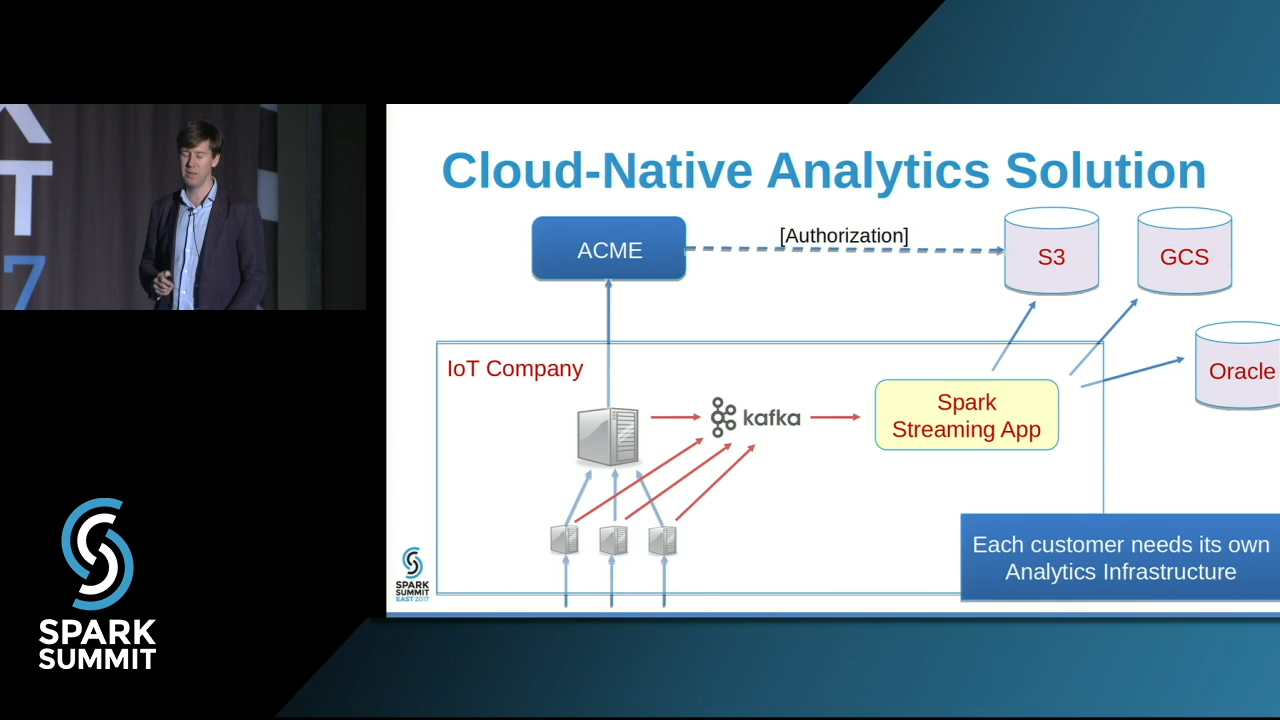 Cloud-Native Analytics Solution
ACME
[Authorization]
S3
GCS
IoT Company
Oracle
kafka
Spark
Streaming App
Each customer needs its own
Analytics Infrastructure
SPARK
SUMMIT
EAST 2017
SPARK
SUMMIT
T
7